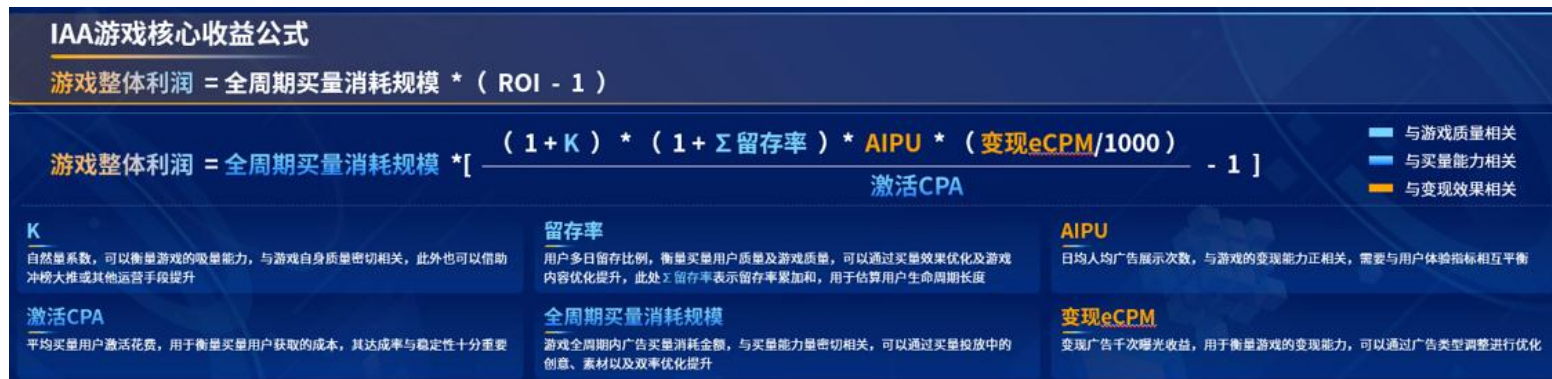 IAA游戏核心收益公式
游戏整体利润 = 全周期买量消耗规模 * ( ROI - 1 )
( 1 + K ) * ( 1 + Σ 留存率 ) * AIPU * ( 变现eCPM/1000 )
游戏整体利润 = 全周期买量消耗规模 *[ - 1 ]
激活CPA
与游戏质量相关
与买量能力相关
与变现效果相关
K
自然量系数，可以衡量游戏的吸量能力，与游戏自身质量密切相关，此外也可以借助
冲榜大推或其他运营手段提升
留存率
用户多日留存比例，衡量买量用户质量及游戏质量，可以通过买量效果优化及游戏
内容优化提升，此处Σ留存率表示留存率累加和，用于估算用户生命周期长度
AIPU
日均人均广告展示次数，与游戏的变现能力正相关，需要与用户体验指标相互平衡
激活CPA
平均买量用户激活花费，用于衡量买量用户获取的成本，其达成率与稳定性十分重要
全周期买量消耗规模
游戏全周期内广告买量消耗金额，与买量能力量密切相关，可以通过买量投放中的
创意、素材以及双率优化提升
变现eCPM
变现广告千次曝光收益，用于衡量游戏的变现能力，可以通过广告类型调整进行优化